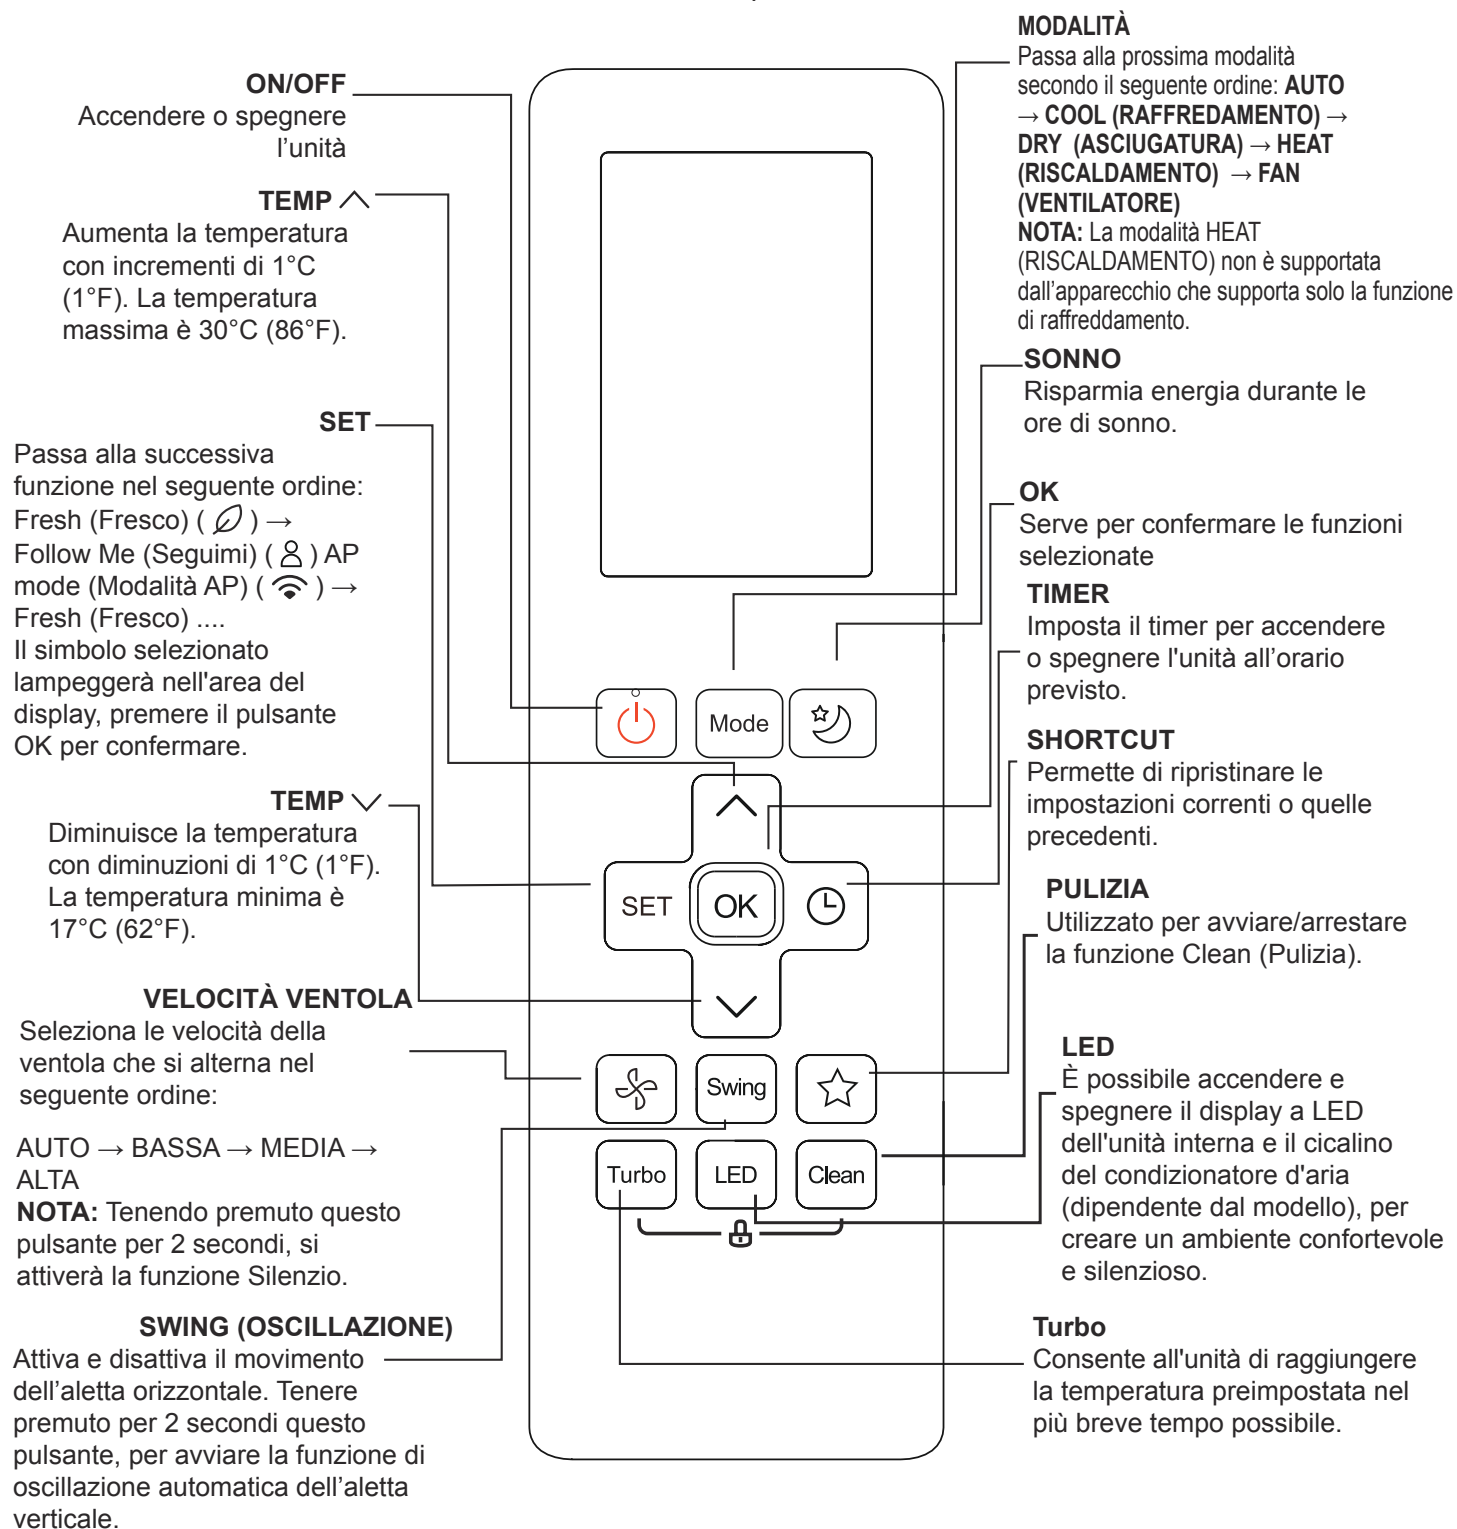 ON/OFF
Accendere o spegnere
l’unità
TEMP
Aumenta la temperatura
con incrementi di 1°C
(1°F). La temperatura
massima è 30°C (86°F).
SET
Passa alla successiva
funzione nel seguente ordine:
Fresh (Fresco) ( ) →
Follow Me (Seguimi) ( ) AP
mode (Modalità AP) ( ) →
Fresh (Fresco) ....
Il simbolo selezionato
lampeggerà nell'area del
display, premere il pulsante
OK per confermare.
TEMP
Diminuisce la temperatura
con diminuzioni di 1°C (1°F).
La temperatura minima è
17°C (62°F).
VELOCITÀ VENTOLA
Seleziona le velocità della
ventola che si alterna nel
seguente ordine:
AUTO → BASSA → MEDIA →
ALTA
NOTA: Tenendo premuto questo
pulsante per 2 secondi, si
attiverà la funzione Silenzio.
SWING (OSCILLAZIONE)
Attiva e disattiva il movimento
dell’aletta orizzontale. Tenere
premuto per 2 secondi questo
pulsante, per avviare la funzione di
oscillazione automatica dell’aletta
verticale.
Mode
SET
OK
Swing
Turbo
LED
Clean
MODALITÀ
Passa alla prossima modalità
secondo il seguente ordine: AUTO
→ COOL (RAFFREDAMENTO) →
DRY (ASCIUGATURA) → HEAT
(RISCALDAMENTO) → FAN
(VENTILATORE)
NOTA: La modalità HEAT
(RISCALDAMENTO) non è supportata
dall’apparecchio che supporta solo la funzione
di raffreddamento.
SONNO
Risparmia energia durante le
ore di sonno.
OK
Serve per confermare le funzioni
selezionate
TIMER
Imposta il timer per accendere
o spegnere l'unità all’orario
previsto.
SHORTCUT
Permette di ripristinare le
impostazioni correnti o quelle
precedenti.
PULIZIA
Utilizzato per avviare/arrestare
la funzione Clean (Pulizia).
LED
È possibile accendere e
spegnere il display a LED
dell'unità interna e il cicalino
del condizionatore d'aria
(dipendente dal modello), per
creare un ambiente confortevole
e silenzioso.
Turbo
Consente all'unità di raggiungere
la temperatura preimpostata nel
più breve tempo possibile.